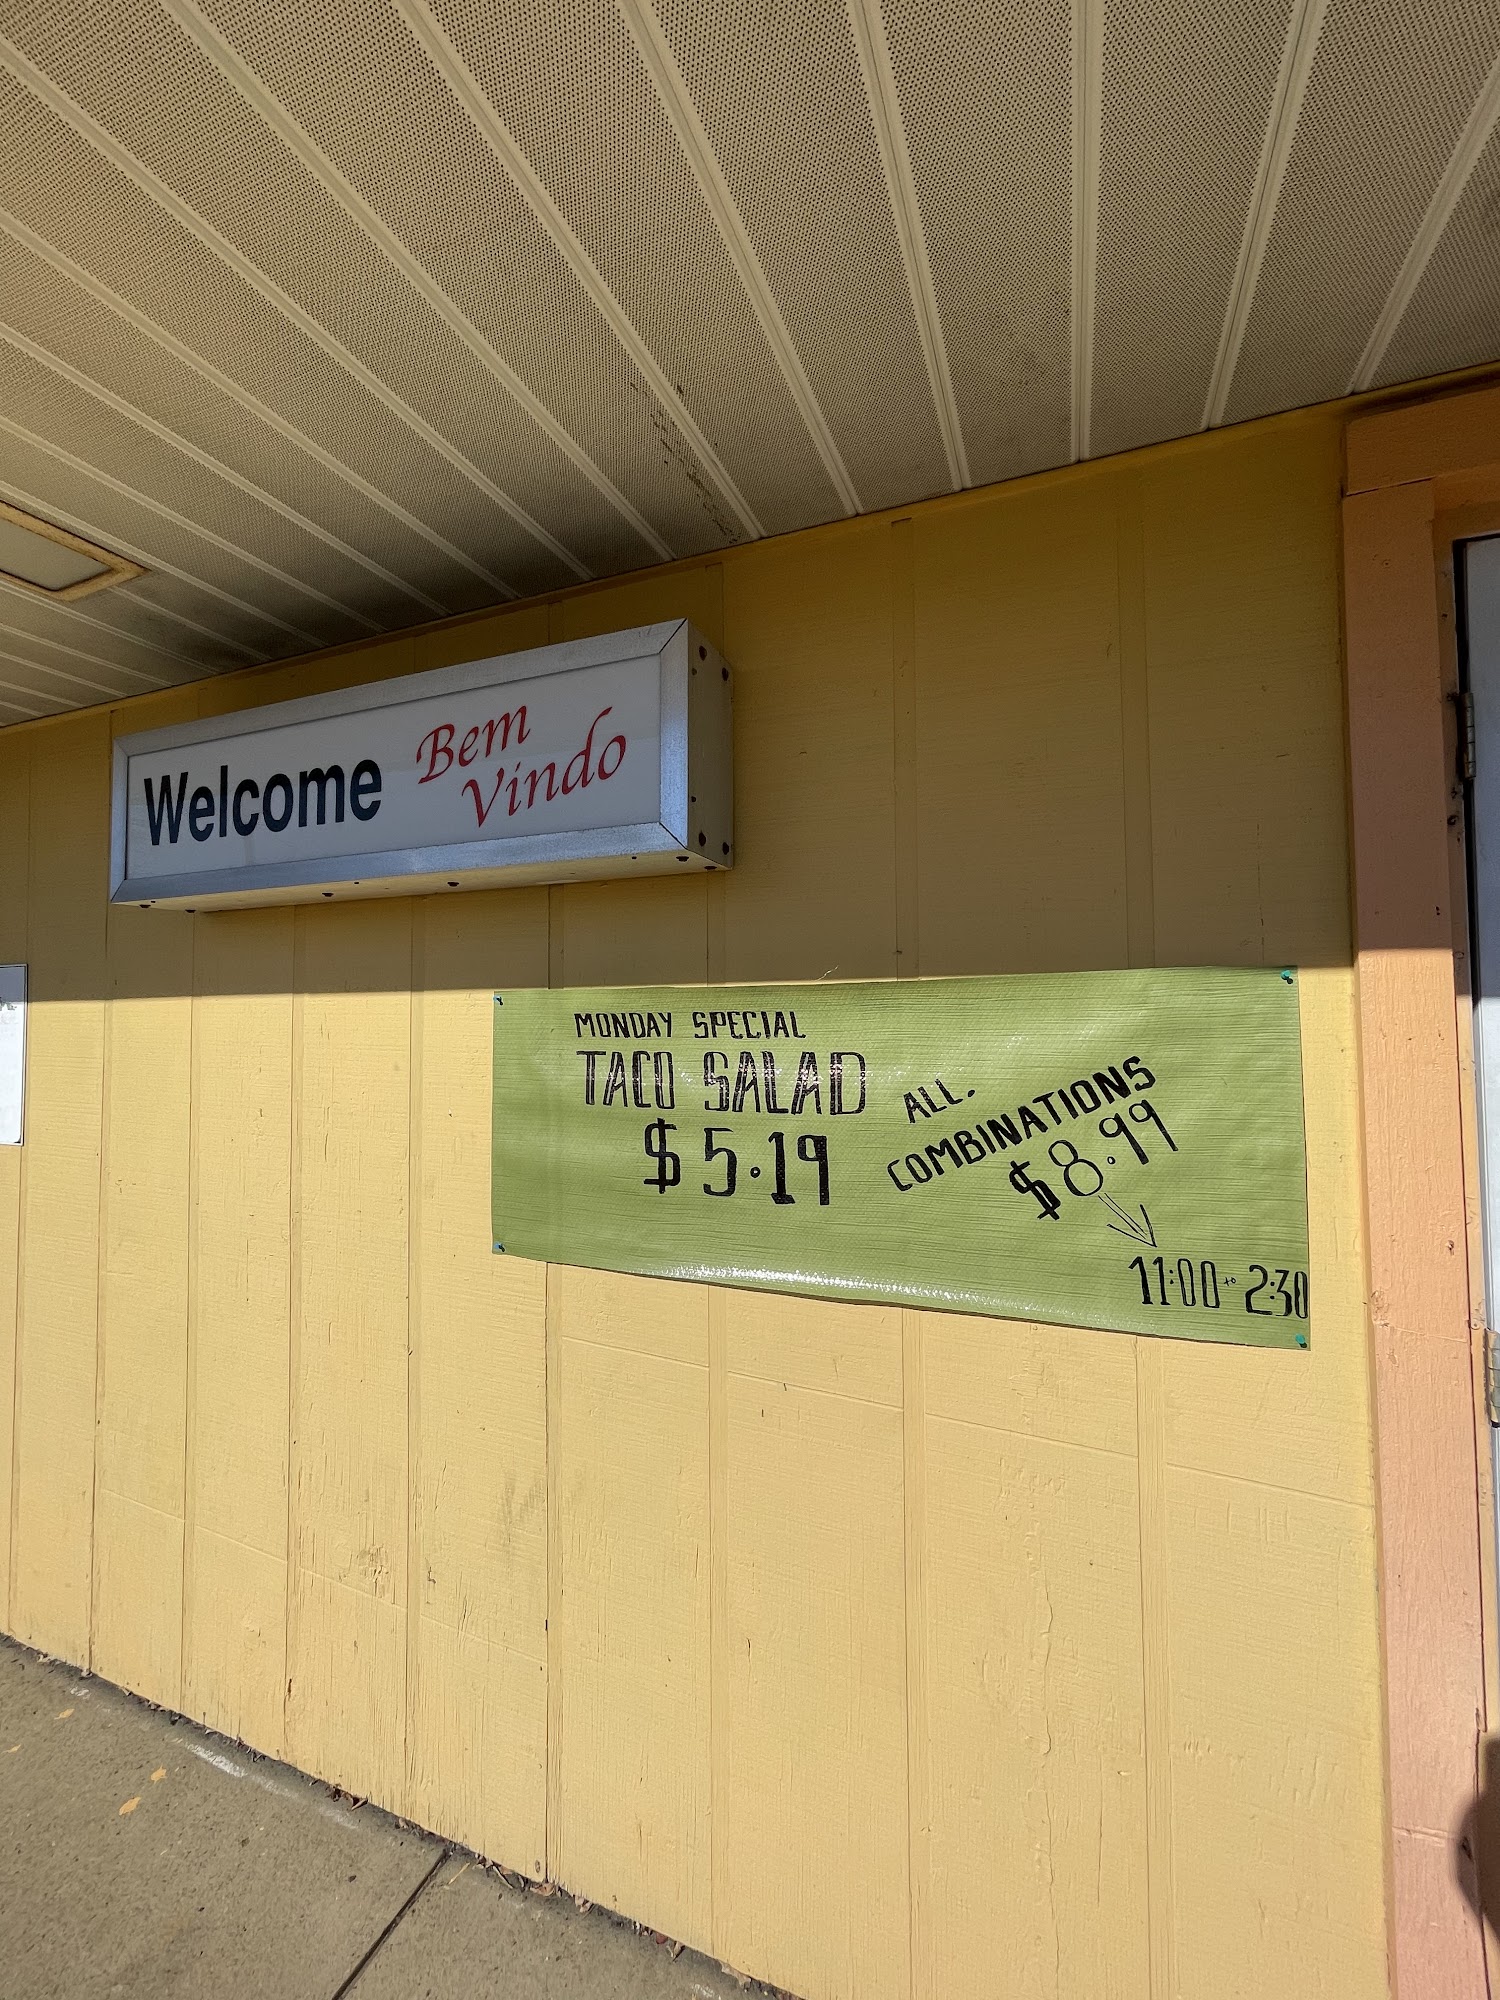 Welcome
Bem
Vindo
MONDAY SPECIAL
TACO SALAD
$5.19
ALL.
COMBINATIONS
$8.99
11:00 to 2:30